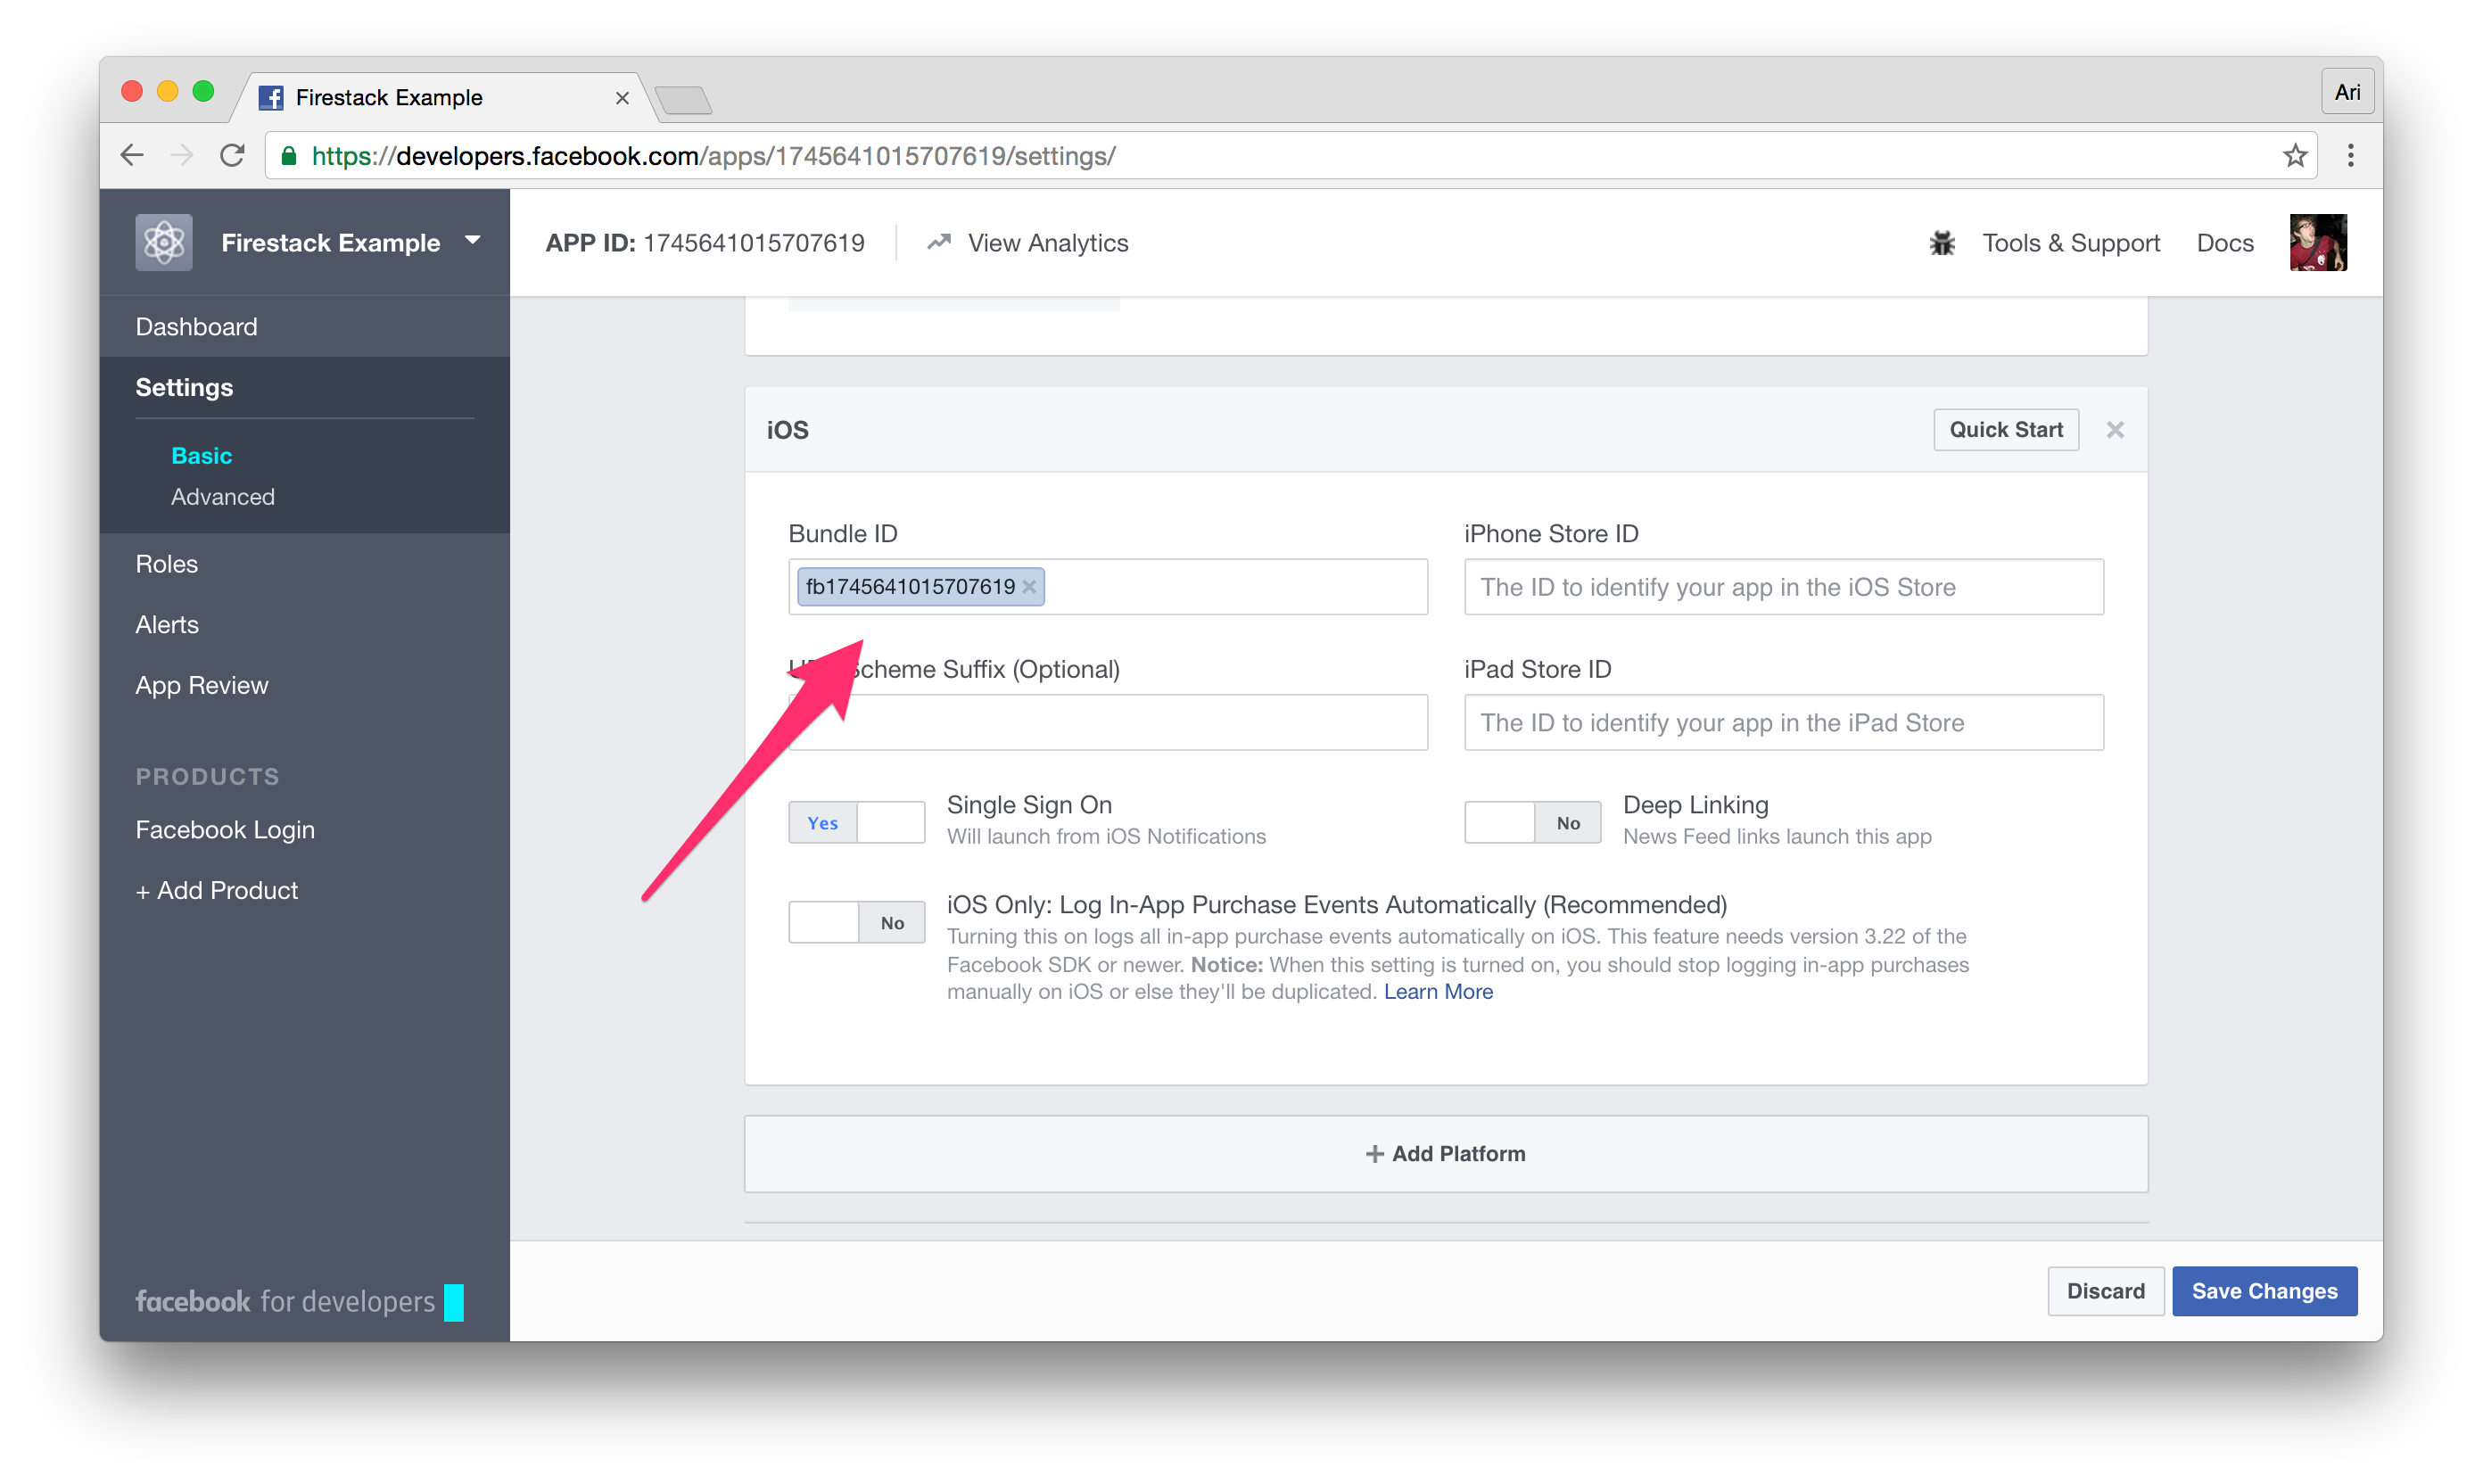 Firestack Example
Ari
https://developers.facebook.com/apps/1745641015707619/settings/
Firestack Example
APP ID: 1745641015707619
View Analytics
Tools & Support
Docs
Dashboard
Settings
Basic
Advanced
Roles
Alerts
App Review
PRODUCTS
Facebook Login
+ Add Product
facebook for developers
iOS
Quick Start
Bundle ID
iPhone Store ID
fb1745641015707619
The ID to identify your app in the iOS Store
Scheme Suffix (Optional)
iPad Store ID
The ID to identify your app in the iPad Store
Yes
Single Sign On
Will launch from iOS Notifications
No
Deep Linking
News Feed links launch this app
No
iOS Only: Log In-App Purchase Events Automatically (Recommended)
Turning this on logs all in-app purchase events automatically on iOS. This feature needs version 3.22 of the
Facebook SDK or newer. Notice: When this setting is turned on, you should stop logging in-app purchases
manually on iOS or else they'll be duplicated. Learn More
+ Add Platform
Discard
Save Changes